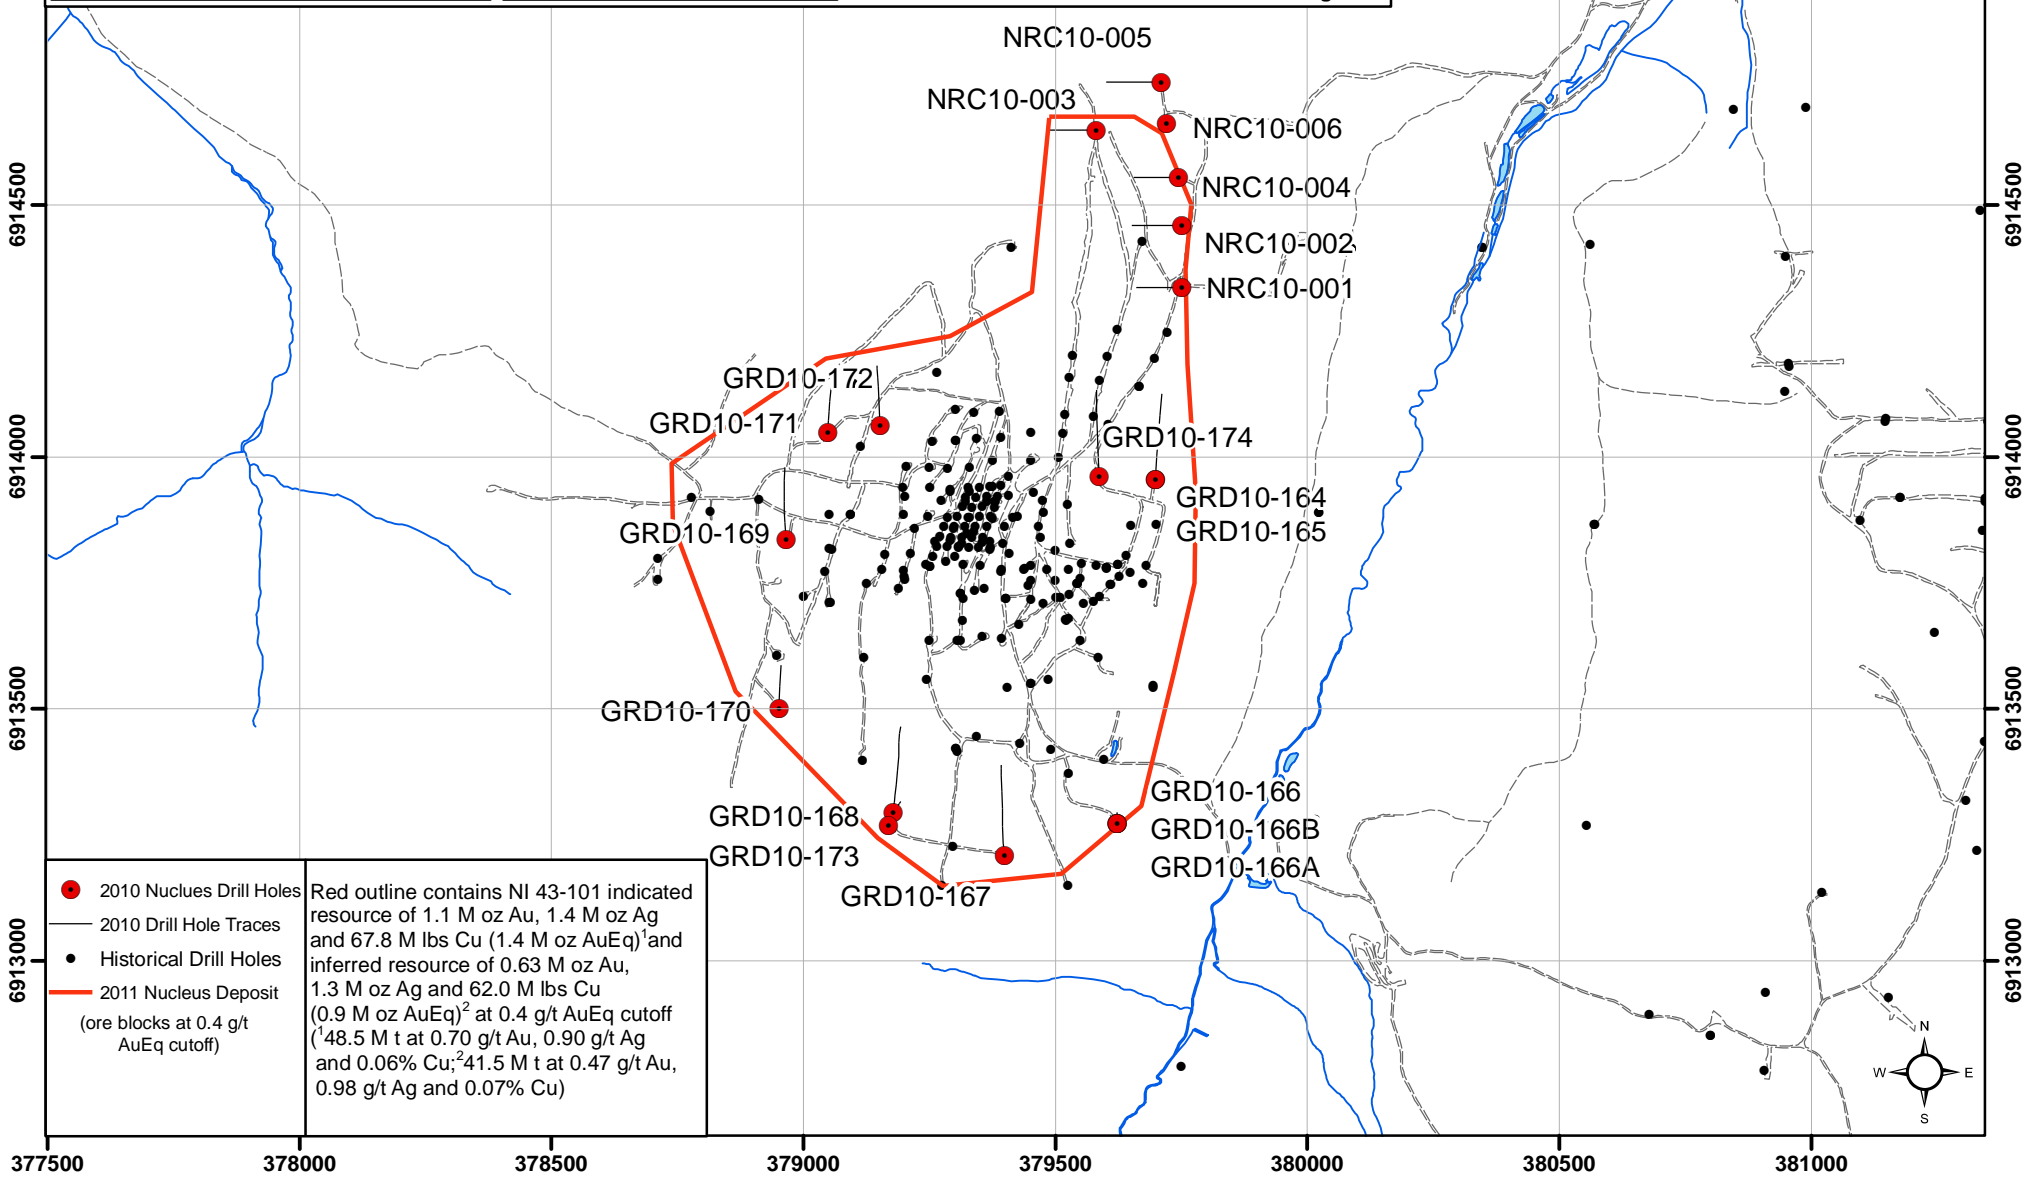 NRC10-005
NRC10-003
NRC10-006
NRC10-004
NRC10-002
NRC10-001
GRD10-172
GRD10-171
GRD10-174
GRD10-164
GRD10-165
GRD10-169
GRD10-170
GRD10-166
GRD10-168
GRD10-166B
GRD10-173
GRD10-166A
GRD10-167
6914500
6914000
6913500
6913000
6914500
6914000
6913500
6913000
2010 Nuclues Drill Holes
2010 Drill Hole Traces
Historical Drill Holes
2011 Nucleus Deposit
(ore blocks at 0.4 g/t
AuEq cutoff)
Red outline contains NI 43-101 indicated
resource of 1.1 M oz Au, 1.4 M oz Ag
and 67.8 M lbs Cu (1.4 M oz AuEq)¹and
inferred resource of 0.63 M oz Au,
1.3 M oz Ag and 62.0 M lbs Cu
(0.9 M oz AuEq)² at 0.4 g/t AuEq cutoff
(¹48.5 M t at 0.70 g/t Au, 0.90 g/t Ag
and 0.06% Cu;²41.5 M t at 0.47 g/t Au,
0.98 g/t Ag and 0.07% Cu)
N
W E
S
377500 378000 378500 379000 379500 380000 380500 381000